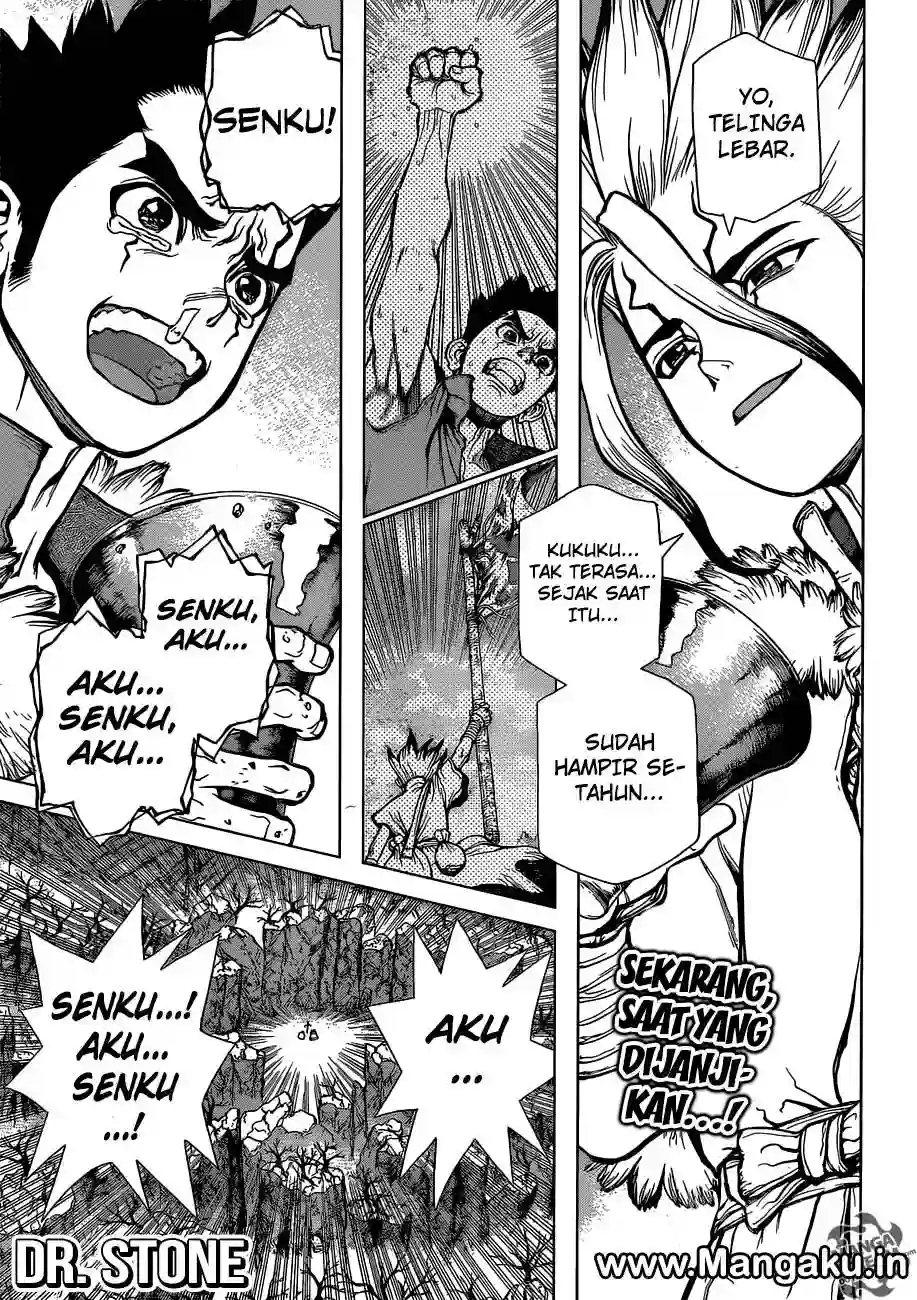 YO,
TELINGA
LEBAR.
KUKUKU...
TAK TERASA...
SEJAK SAAT
ITU...
SUDAH
HAMPIR SE-
TAHUN...
SENKU!
SENKU,
AKU...
AKU...
SENKU,
AKU...
AKU
...
SENKU...!
AKU...
SENKU
...!
SEKARANG,
SAAT YANG
DIJANJI-
KAN...!
DR. STONE
www.Mangaku.in
MANGA